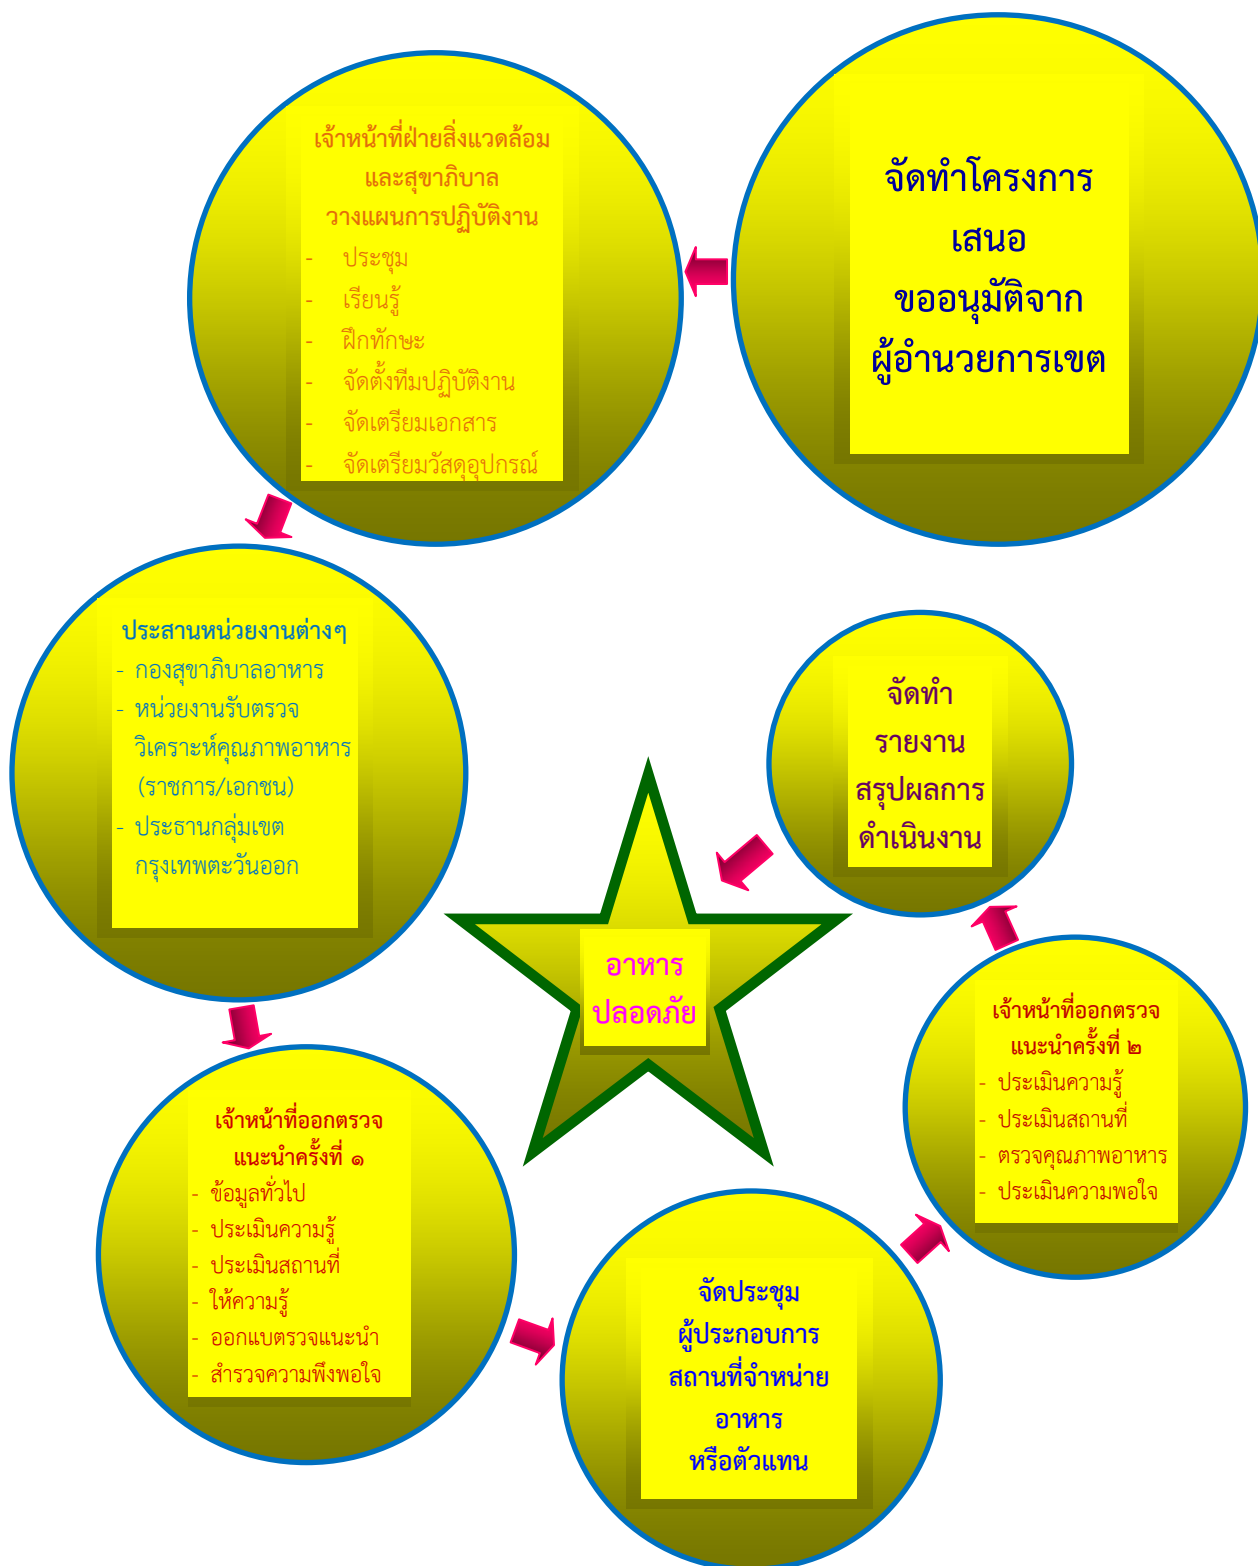 จัดทำโครงการ
เสนอ
ขออนุมัติจาก
ผู้อำนวยการเขต
เจ้าหน้าที่ฝ่ายสิ่งแวดล้อม
และสุขาภิบาล
วางแผนการปฏิบัติงาน
- ประชุม
- เรียนรู้
- ฝึกทักษะ
- จัดตั้งทีมปฏิบัติงาน
- จัดเตรียมเอกสาร
- จัดเตรียมวัสดุอุปกรณ์
ประสานหน่วยงานต่างๆ
- กองสุขาภิบาลอาหาร
- หน่วยงานรับตรวจ
วิเคราะห์คุณภาพอาหาร
(ราชการ/เอกชน)
- ประธานกลุ่มเขต
กรุงเทพตะวันออก
เจ้าหน้าที่ออกตรวจ
แนะนำครั้งที่ ๑
- ข้อมูลทั่วไป
- ประเมินความรู้
- ประเมินสถานที่
- ให้ความรู้
- ออกแบบตรวจแนะนำ
- สำรวจความพึงพอใจ
จัดประชุม
ผู้ประกอบการ
สถานที่จำหน่าย
อาหาร
หรือตัวแทน
เจ้าหน้าที่ออกตรวจ
แนะนำครั้งที่ ๒
- ประเมินความรู้
- ประเมินสถานที่
- ตรวจคุณภาพอาหาร
- ประเมินความพอใจ
จัดทำ
รายงาน
สรุปผลการ
ดำเนินงาน
อาหาร
ปลอดภัย